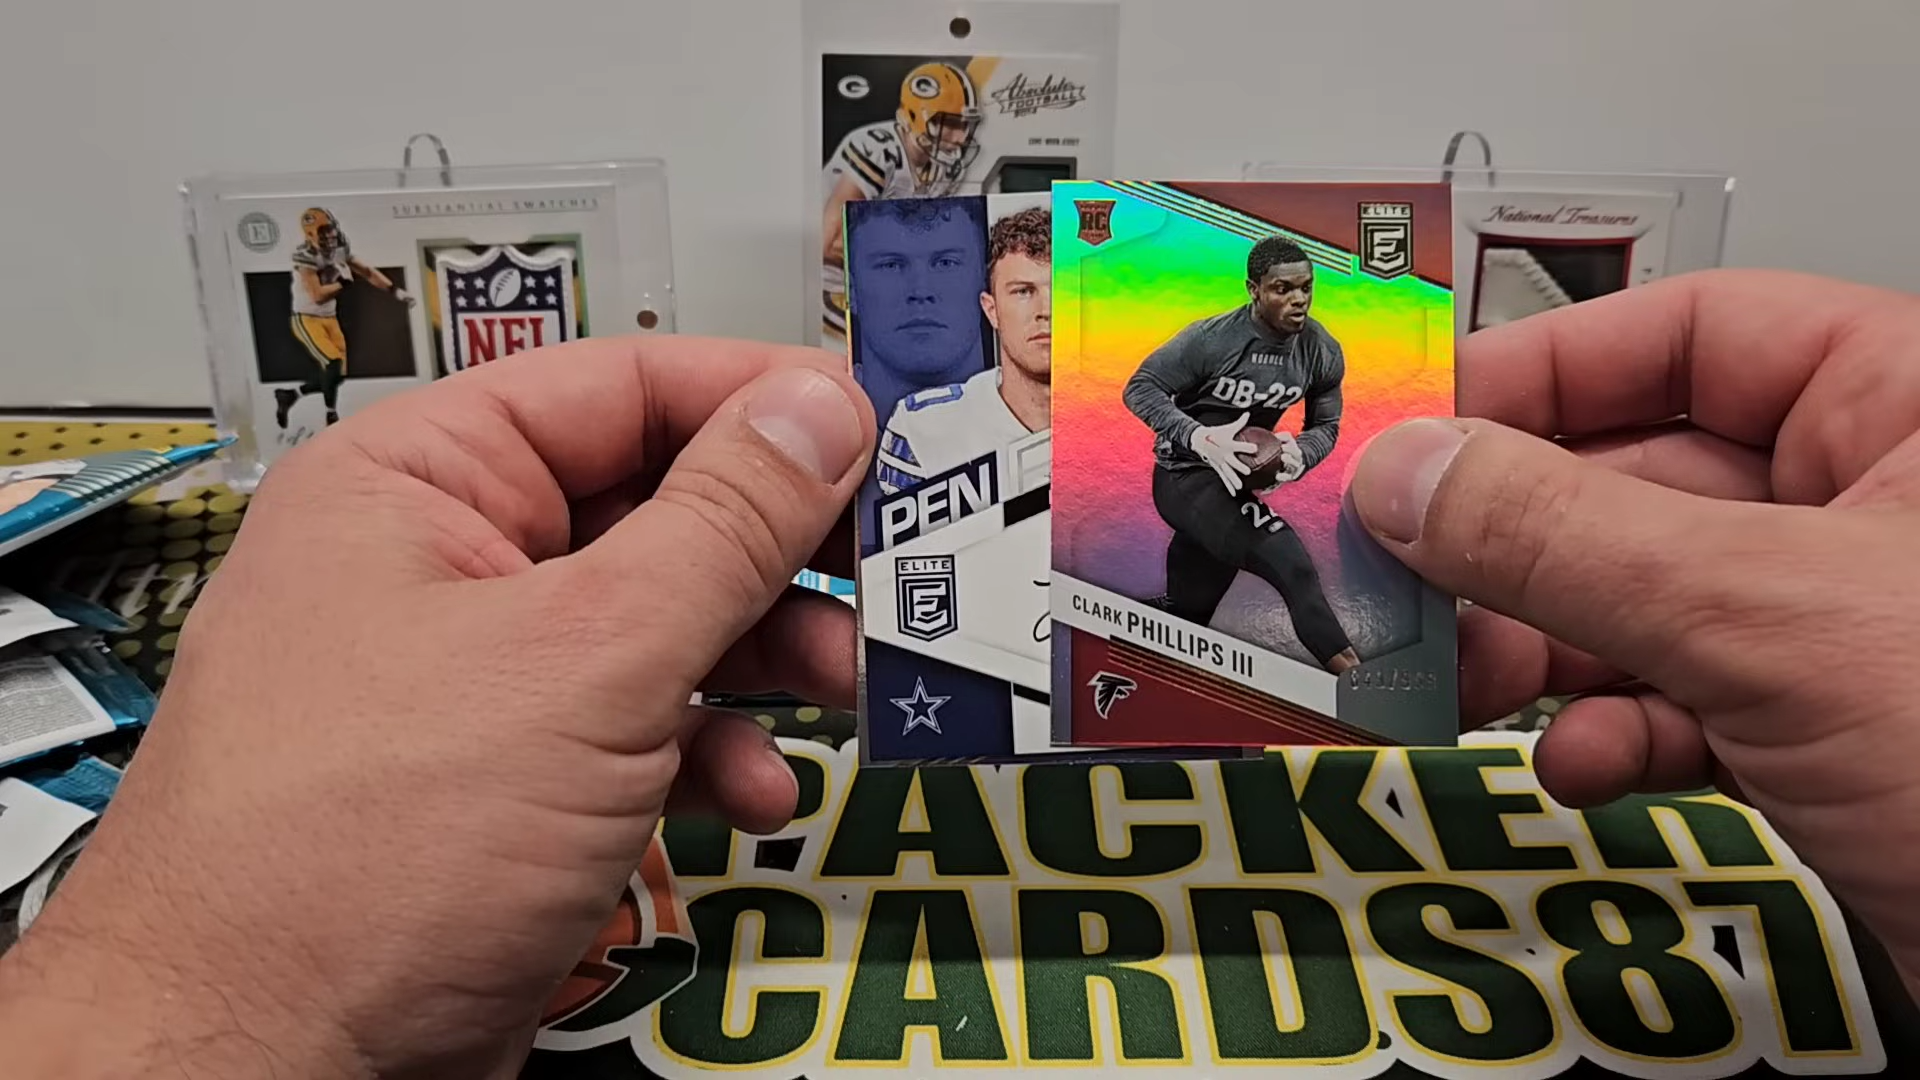 Absolute
FOOTBALL
SUBSTANTIAL SWATCHES
E
NFL
National Treasures
G
RC
ELITE
E
DB-22
CLARK PHILLIPS III
PEN
ELITE
E
PACKER
CARDS87